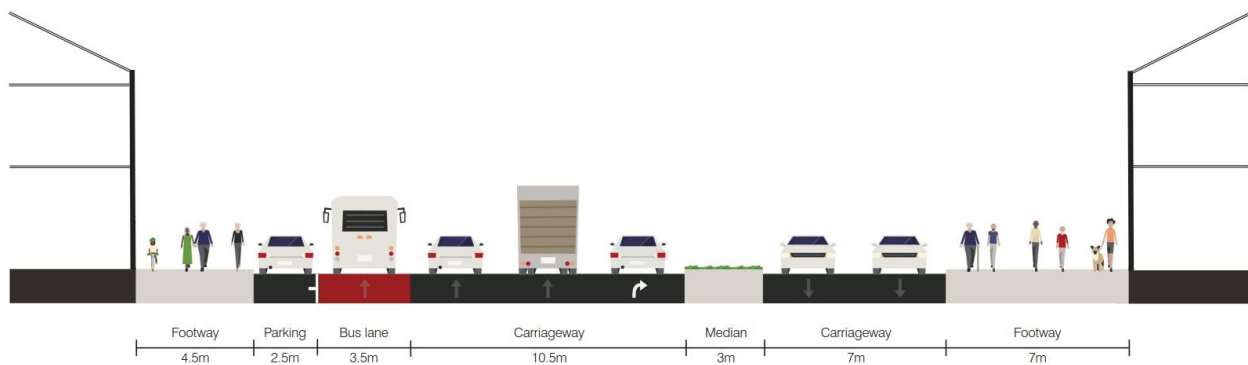 Footway Parking Bus lane Carriageway Median Carriageway Footway
4.5m 2.5m 3.5m 10.5m 3m 7m 7m